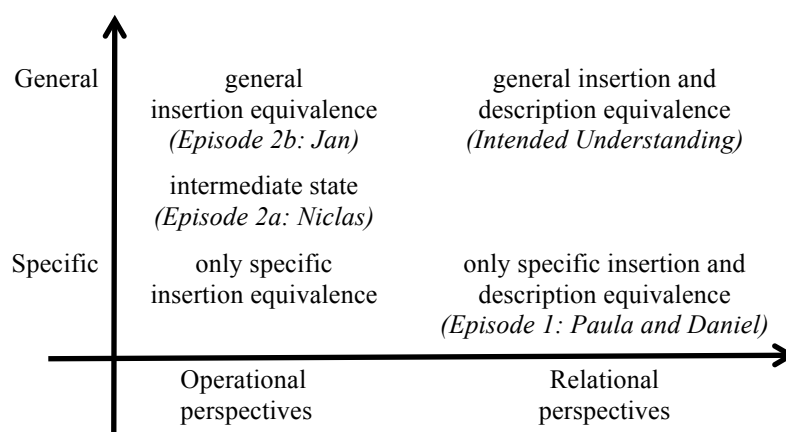 General
general
insertion equivalence
(Episode 2b: Jan)
general insertion and
description equivalence
(Intended Understanding)
intermediate state
(Episode 2a: Niclas)
Specific
only specific
insertion equivalence
only specific insertion and
description equivalence
(Episode 1: Paula and Daniel)
Operational
perspectives
Relational
perspectives